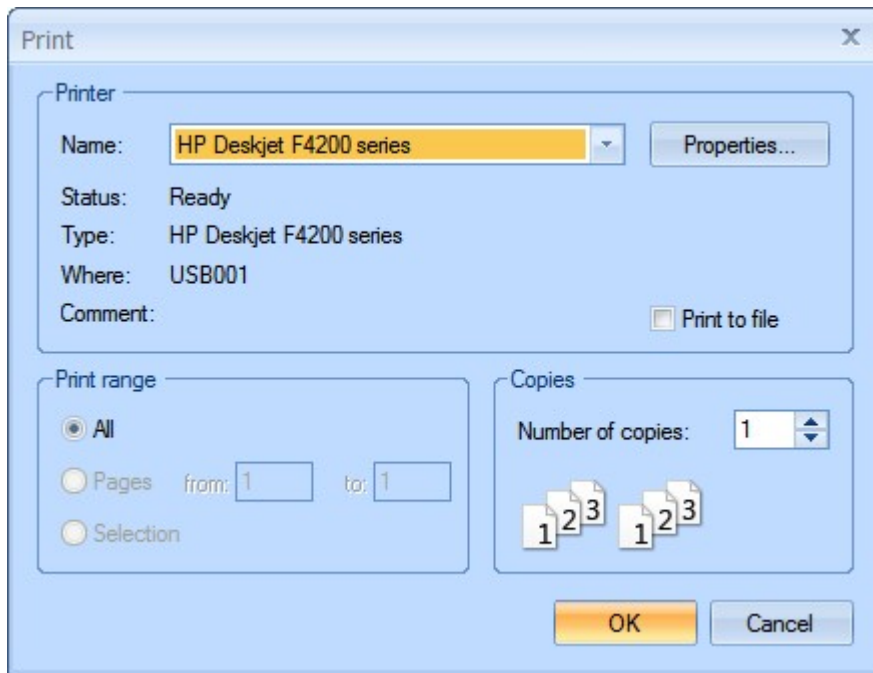 Print
Printer
Name: HP Deskjet F4200 series Properties...
Status: Ready
Type: HP Deskjet F4200 series
Where: USB001
Comment:
Print to file
Print range
All
Pages from: 1 to: 1
Selection
Copies
Number of copies: 1
1 2 3 1 2 3
OK Cancel